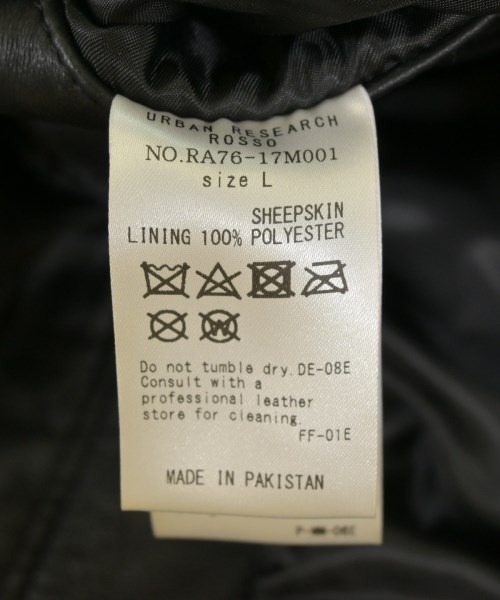 URBAN RESEARCH
ROSSO
NO.RA76-17M001
size L
SHEEPSKIN
LINING 100% POLYESTER
W
Do not tumble dry. DE-08E
Consult with a
professional leather
store for cleaning.
FF-01E
MADE IN PAKISTAN